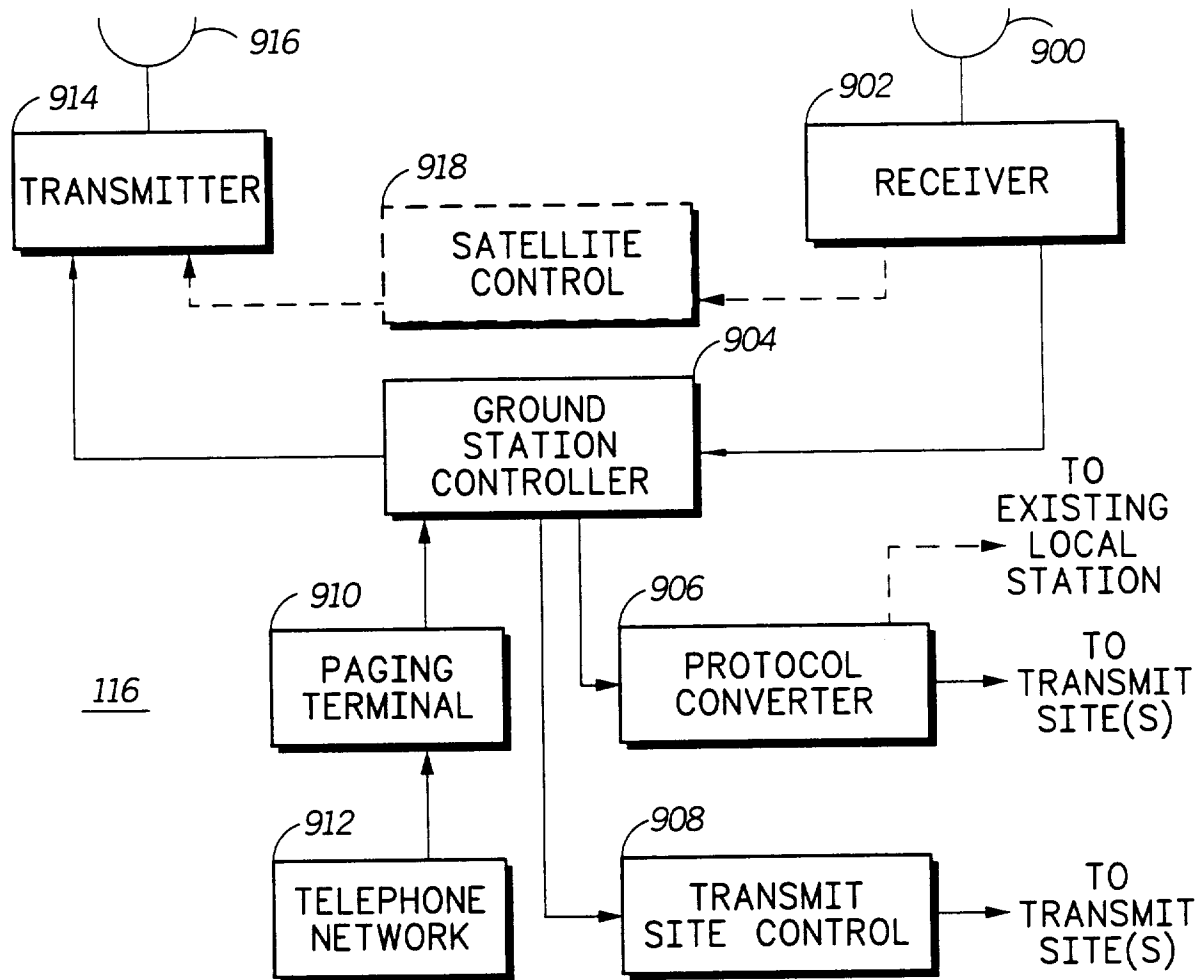 916
900
914
902
TRANSMITTER
918
RECEIVER
SATELLITE
CONTROL
904
GROUND
STATION
CONTROLLER
TO
EXISTING
LOCAL
STATION
910
906
PAGING
TERMINAL
PROTOCOL
CONVERTER
TO
TRANSMIT
SITE(S)
116
912
908
TELEPHONE
NETWORK
TRANSMIT
SITE CONTROL
TO
TRANSMIT
SITE(S)